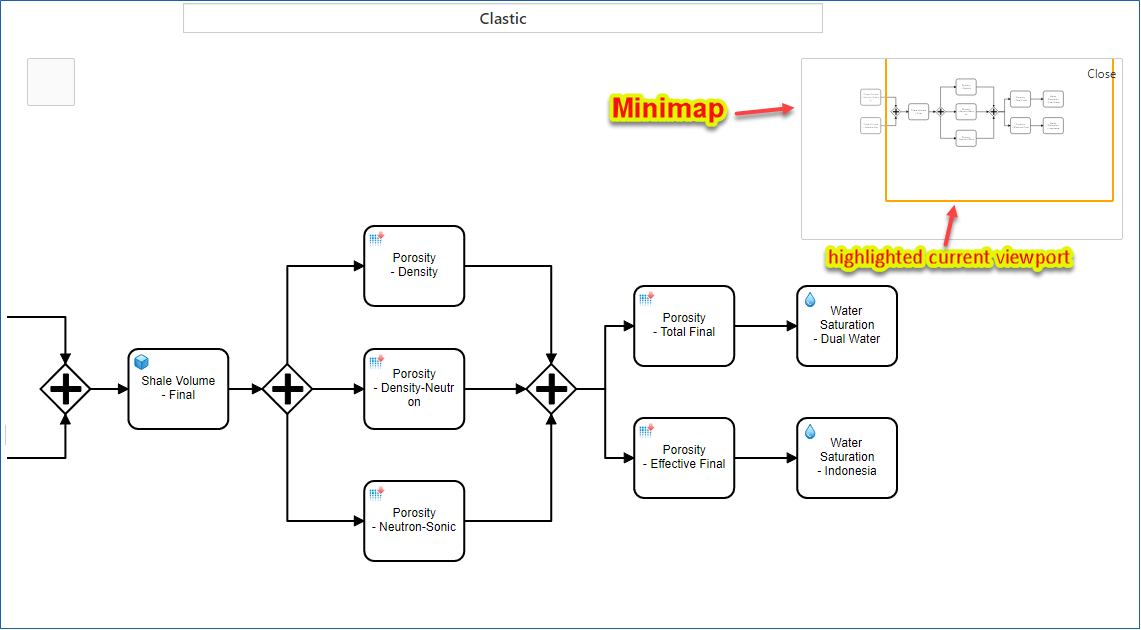 Clastic
Close
Minimap
highlighted current viewport
Porosity
- Density
Porosity
- Total Final
Water
Saturation
- Dual Water
Shale Volume
- Final
Porosity
- Density-Neutr
on
Porosity
- Effective Final
Water
Saturation
- Indonesia
Porosity
- Neutron-Sonic